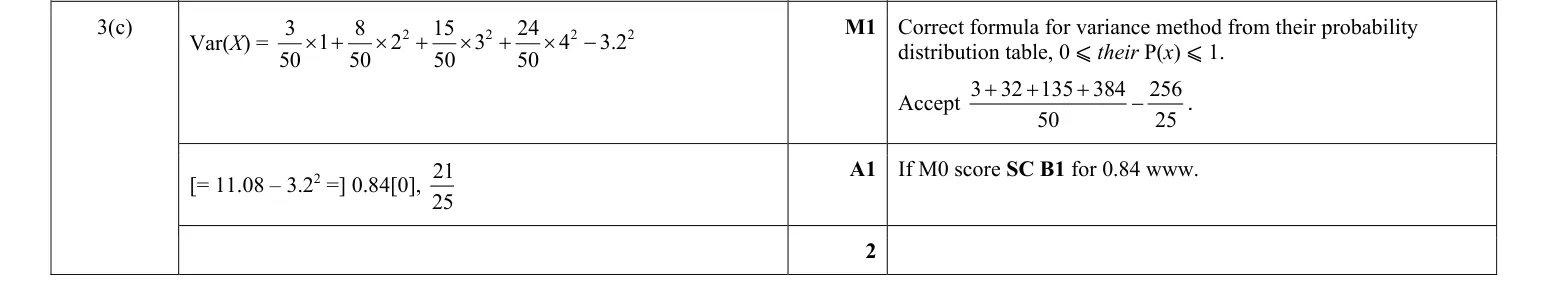 3(c)
Var(X) = 3/50 × 1 + 8/50 × 2² + 15/50 × 3² + 24/50 × 4² − 3.2²
M1
Correct formula for variance method from their probability
distribution table, 0 ⩽ their P(x) ⩽ 1.
Accept (3 + 32 + 135 + 384)/50 − 256/25 .
[= 11.08 – 3.2² =] 0.84[0], 21/25
A1
If M0 score SC B1 for 0.84 www.
2